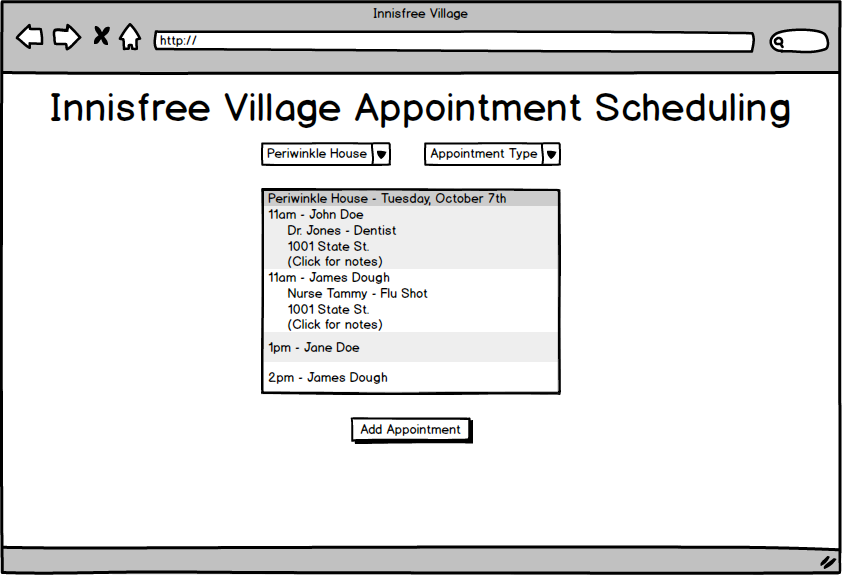 Innisfree Village
http://
Innisfree Village Appointment Scheduling
Periwinkle House
Appointment Type
Periwinkle House - Tuesday, October 7th
11am - John Doe
Dr. Jones - Dentist
1001 State St.
(Click for notes)
11am - James Dough
Nurse Tammy - Flu Shot
1001 State St.
(Click for notes)
1pm - Jane Doe
2pm - James Dough
Add Appointment